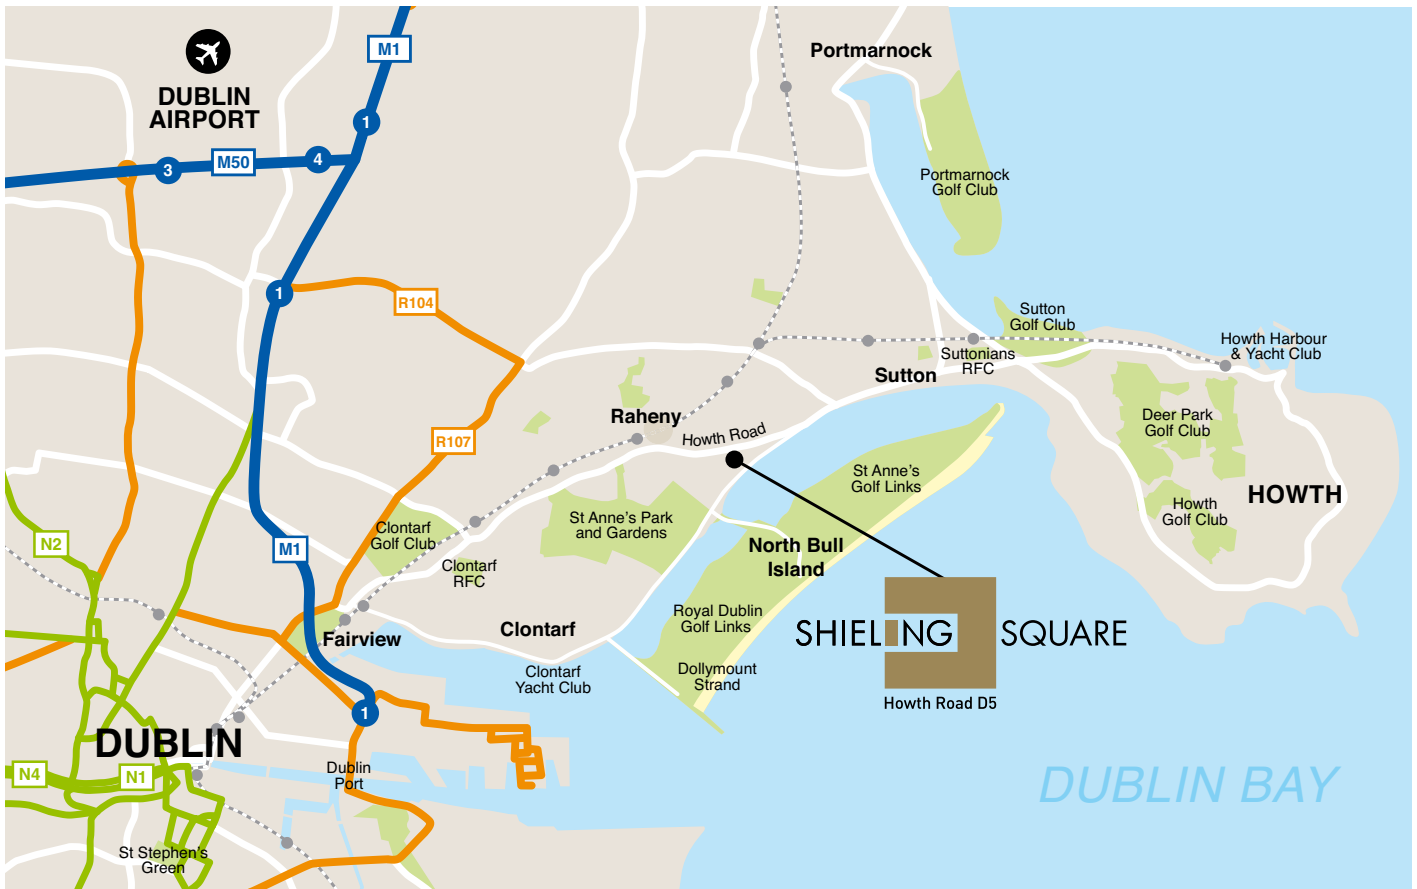 Portmarnock
M1
DUBLIN
AIRPORT
1
M50
4
3
Portmarnock
Golf Club
1
R104
Sutton
Golf Club
Howth Harbour
& Yacht Club
Suttonians
RFC
Sutton
Raheny
Howth Road
R107
Deer Park
Golf Club
St Anne's
Golf Links
HOWTH
Howth
Golf Club
St Anne's Park
and Gardens
Clontarf
Golf Club
N2
M1
North Bull
Island
Clontarf
RFC
Royal Dublin
Golf Links
Clontarf
Fairview
SHIELING SQUARE
Clontarf
Yacht Club
Dollymount
Strand
Howth Road D5
1
DUBLIN
N4
N1
Dublin
Port
DUBLIN BAY
St Stephen's
Green